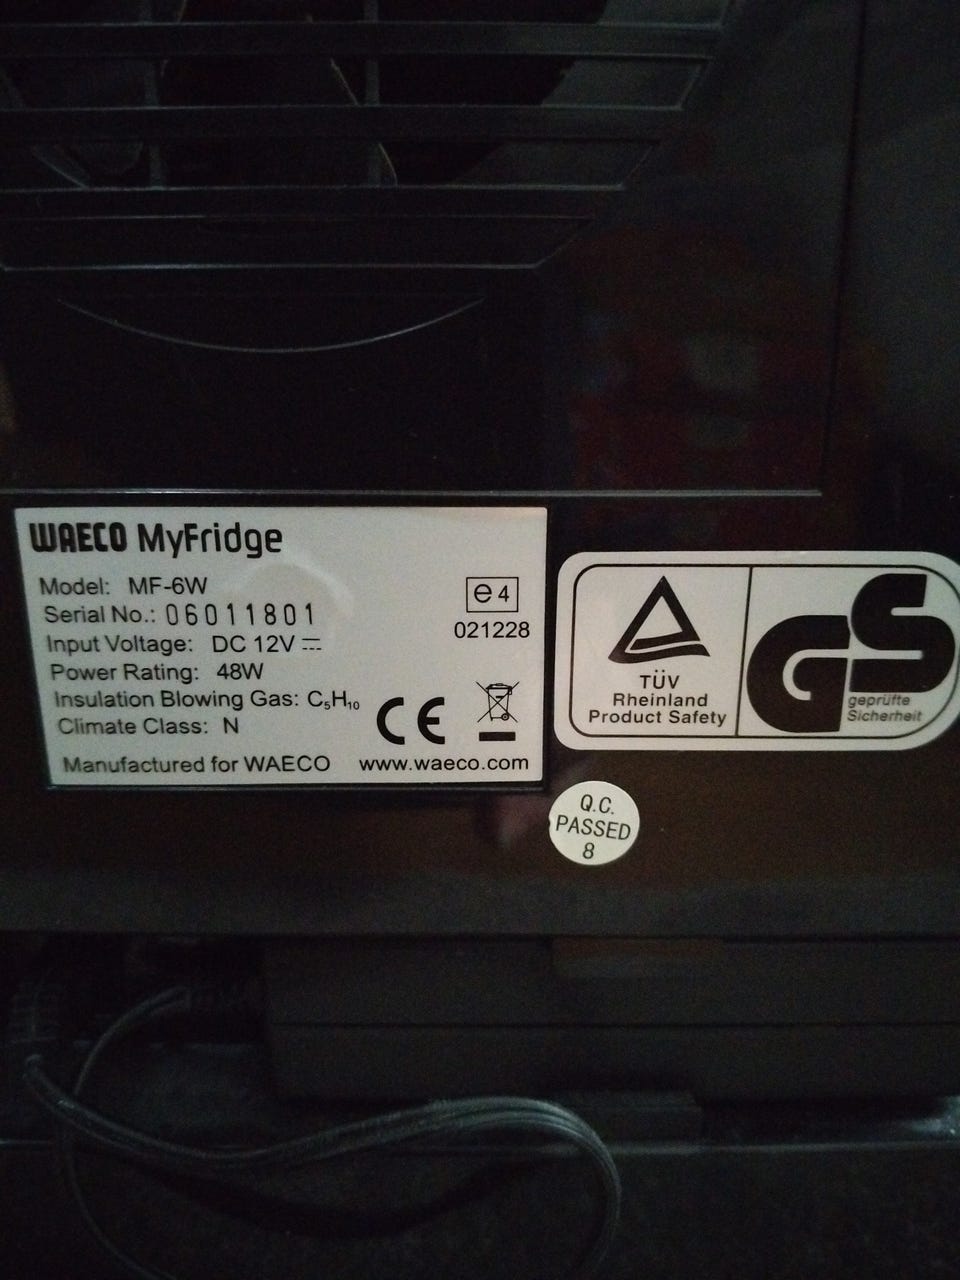 WAECO MyFridge
Model: MF-6W
Serial No.: 06011801
Input Voltage: DC 12V ⎓
Power Rating: 48W
Insulation Blowing Gas: C₅H₁₀
Climate Class: N
Manufactured for WAECO
e4
021228
CE
www.waeco.com
TÜV
Rheinland
Product Safety
GS
geprüfte
Sicherheit
Q.C.
PASSED
8